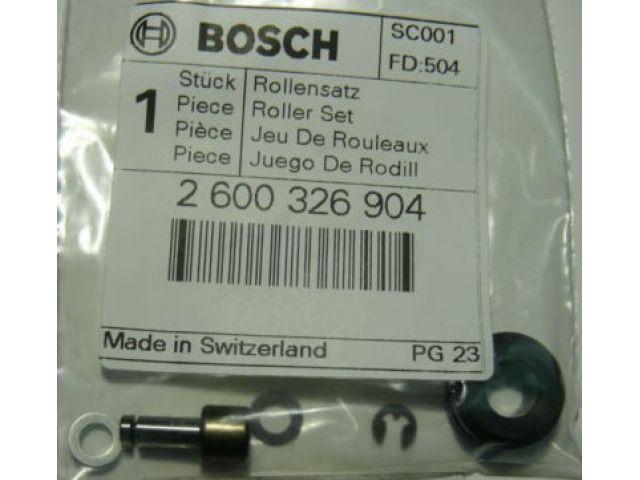 BOSCH
SC001
FD:504
1
Stück Rollensatz
Piece Roller Set
Pièce Jeu De Rouleaux
Piece Juego De Rodill
2 600 326 904
Made in Switzerland PG 23